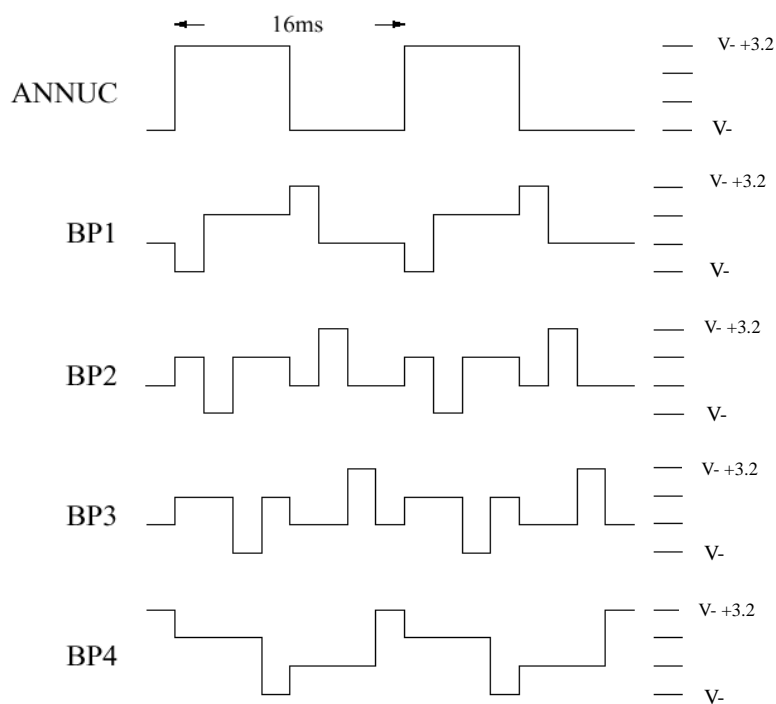 16ms
ANNUC
V- +3.2
V-
BP1
V- +3.2
V-
BP2
V- +3.2
V-
BP3
V- +3.2
V-
BP4
V- +3.2
V-